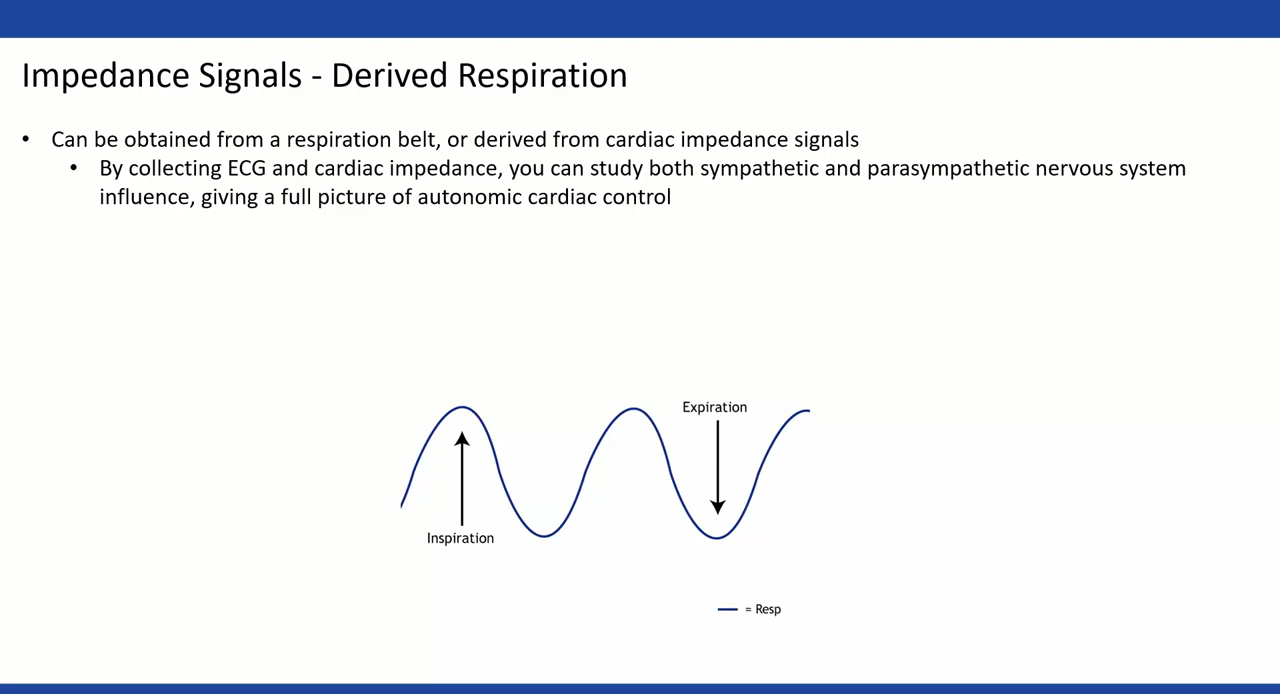 Impedance Signals - Derived Respiration
• Can be obtained from a respiration belt, or derived from cardiac impedance signals
• By collecting ECG and cardiac impedance, you can study both sympathetic and parasympathetic nervous system
influence, giving a full picture of autonomic cardiac control
Expiration
Inspiration
= Resp